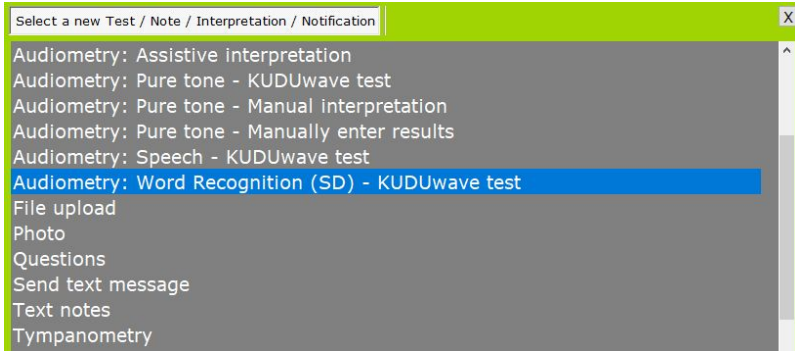 Select a new Test / Note / Interpretation / Notification
X
Audiometry: Assistive interpretation
Audiometry: Pure tone - KUDUwave test
Audiometry: Pure tone - Manual interpretation
Audiometry: Pure tone - Manually enter results
Audiometry: Speech - KUDUwave test
Audiometry: Word Recognition (SD) - KUDUwave test
File upload
Photo
Questions
Send text message
Text notes
Tympanometry